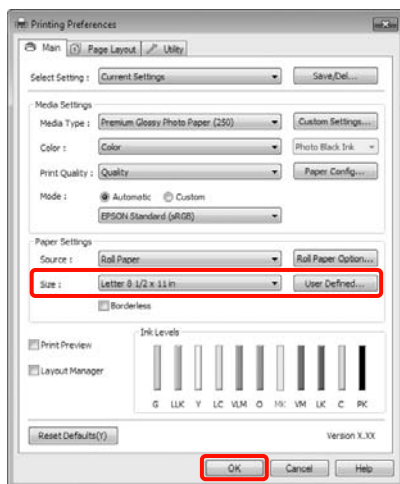 Printing Preferences
Main Page Layout Utility
Select Setting : Current Settings Save/Del...
Media Settings
Media Type : Premium Glossy Photo Paper (250) Custom Settings...
Color : Color Photo Black Ink
Print Quality : Quality Paper Config...
Mode : Automatic Custom
EPSON Standard (sRGB)
Paper Settings
Source : Roll Paper Roll Paper Option...
Size : Letter 8 1/2 x 11 in User Defined...
Borderless
Ink Levels
Print Preview
Layout Manager
G LLK Y LC VLM O MK VM LK C PK
Reset Defaults(Y) Version X.XX
OK Cancel Help